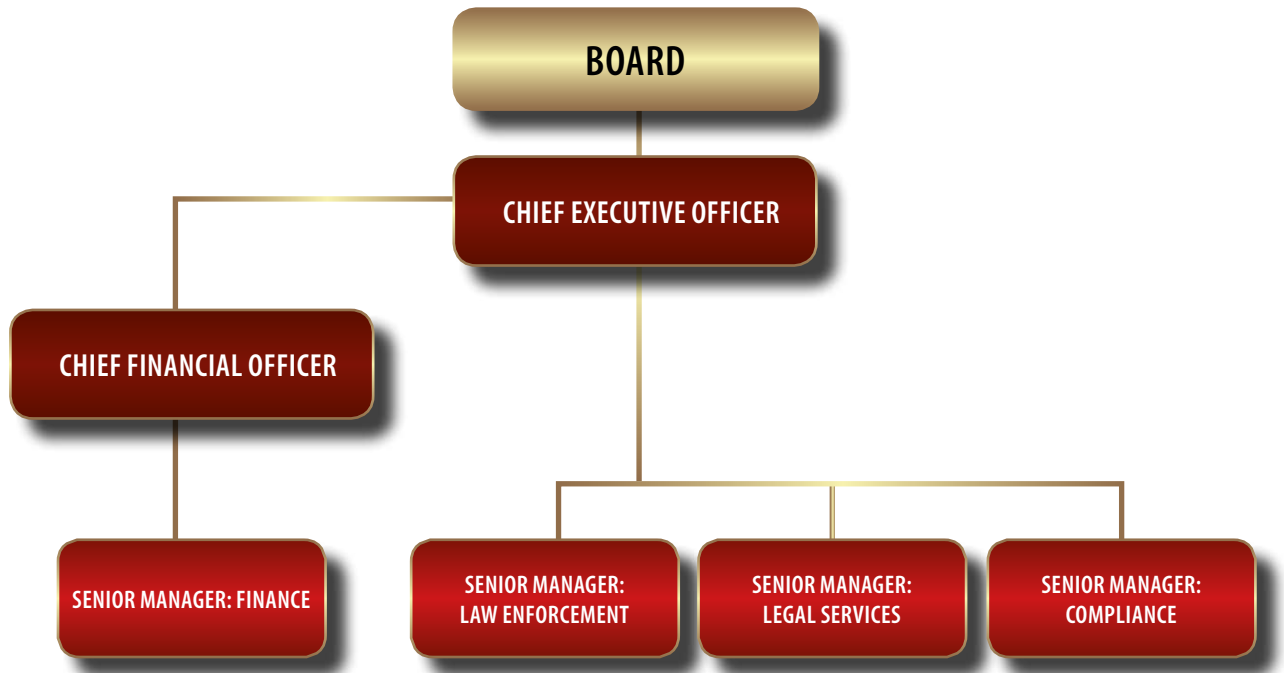 BOARD
CHIEF EXECUTIVE OFFICER
CHIEF FINANCIAL OFFICER
SENIOR MANAGER: FINANCE
SENIOR MANAGER:
LAW ENFORCEMENT
SENIOR MANAGER:
LEGAL SERVICES
SENIOR MANAGER:
COMPLIANCE